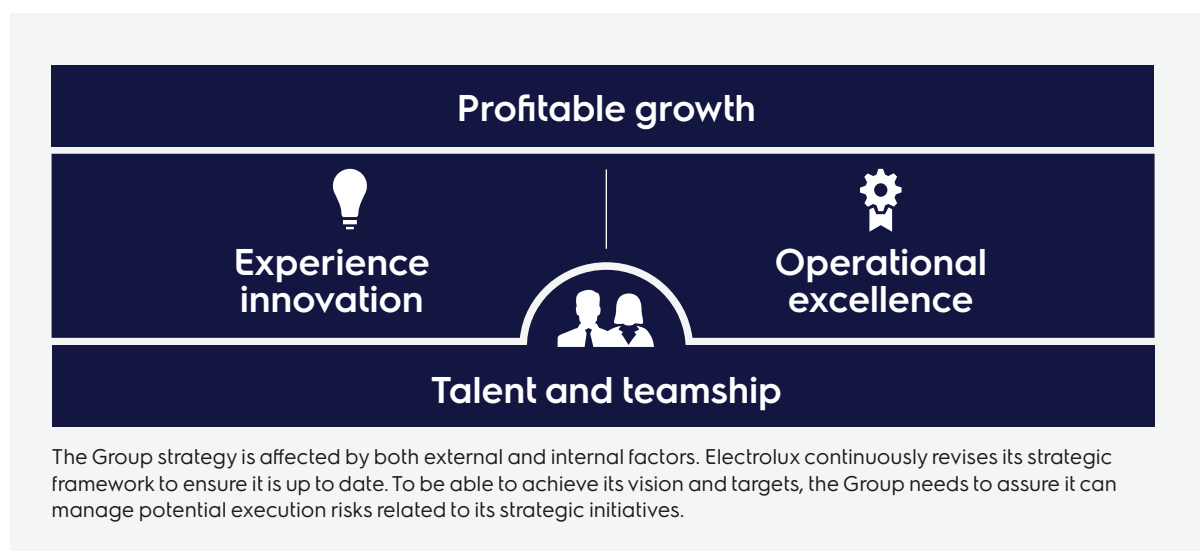 Profitable growth
Experience
innovation
Operational
excellence
Talent and teamship
The Group strategy is affected by both external and internal factors. Electrolux continuously revises its strategic
framework to ensure it is up to date. To be able to achieve its vision and targets, the Group needs to assure it can
manage potential execution risks related to its strategic initiatives.